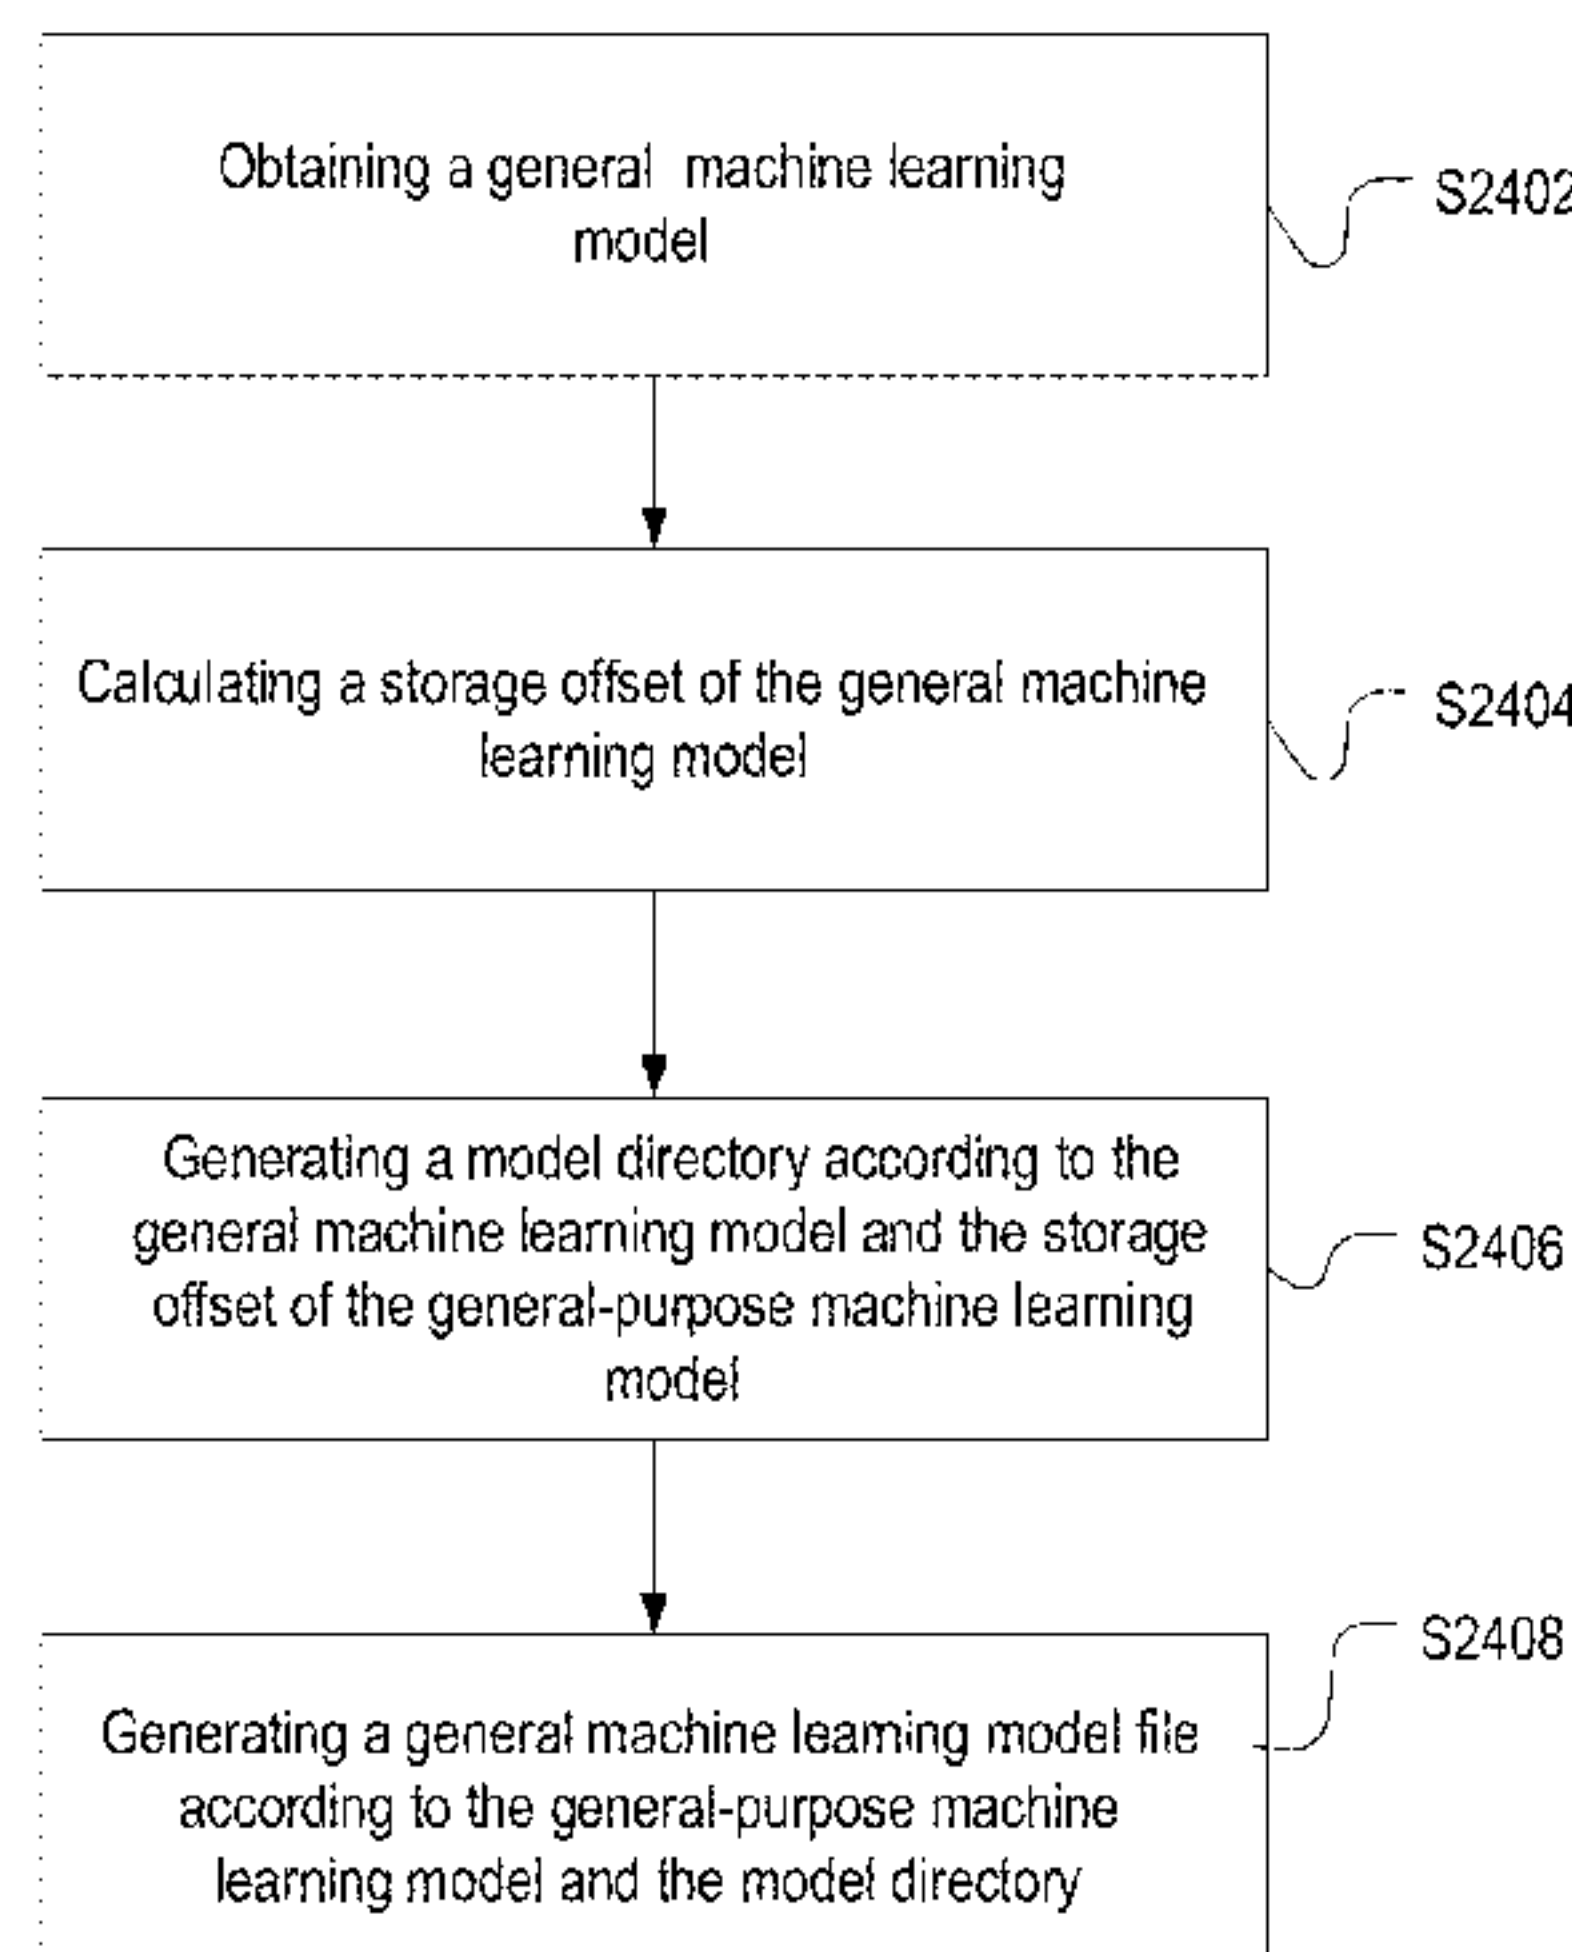 Obtaining a general machine learning
model
S2402
Calculating a storage offset of the general machine
learning model
S2404
Generating a model directory according to the
general machine learning model and the storage
offset of the general-purpose machine learning
model
S2406
S2408
Generating a general machine learning model file
according to the general-purpose machine
learning model and the model directory